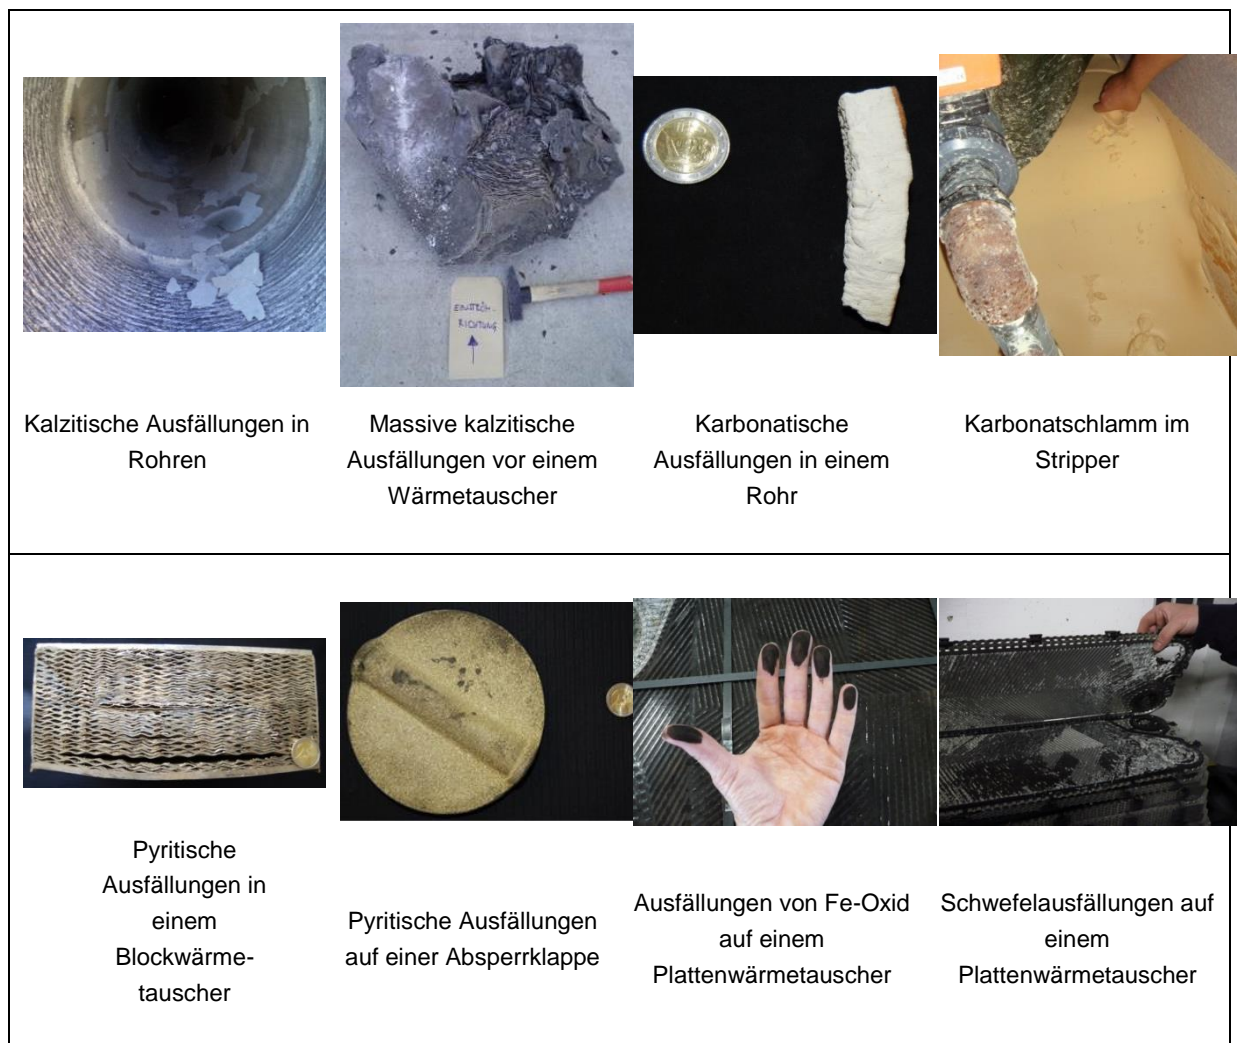 EINSTRÖM-
RICHTUNG
Kalzitische Ausfällungen in
Rohren
Massive kalzitische
Ausfällungen vor einem
Wärmetauscher
Karbonatische
Ausfällungen in einem
Rohr
Karbonatschlamm im
Stripper
Pyritische
Ausfällungen in
einem
Blockwärme-
tauscher
Pyritische Ausfällungen
auf einer Absperrklappe
Ausfällungen von Fe-Oxid
auf einem
Plattenwärmetauscher
Schwefelausfällungen auf
einem
Plattenwärmetauscher